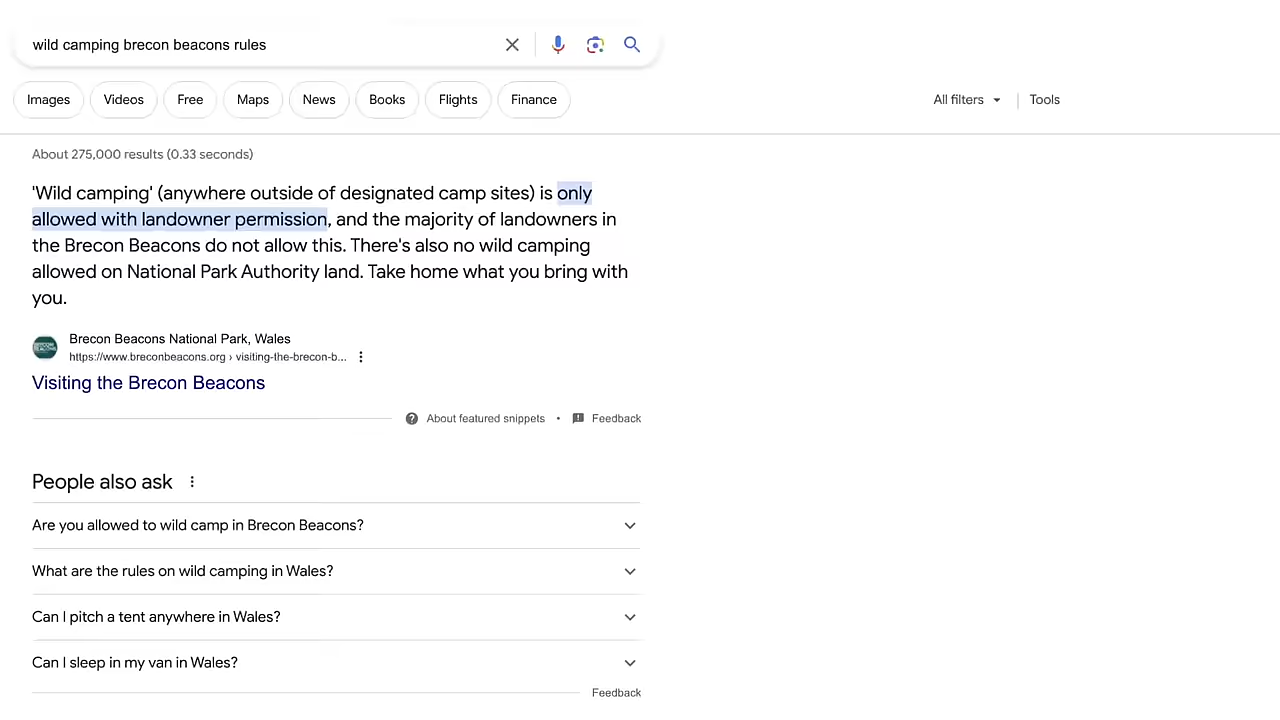 wild camping brecon beacons rules
Images Videos Free Maps News Books Flights Finance All filters Tools
About 275,000 results (0.33 seconds)
'Wild camping' (anywhere outside of designated camp sites) is only
allowed with landowner permission, and the majority of landowners in
the Brecon Beacons do not allow this. There's also no wild camping
allowed on National Park Authority land. Take home what you bring with
you.
Brecon Beacons National Park, Wales
https://www.breconbeacons.org › visiting-the-brecon-b...
Visiting the Brecon Beacons
About featured snippets • Feedback
People also ask
Are you allowed to wild camp in Brecon Beacons?
What are the rules on wild camping in Wales?
Can I pitch a tent anywhere in Wales?
Can I sleep in my van in Wales?
Feedback